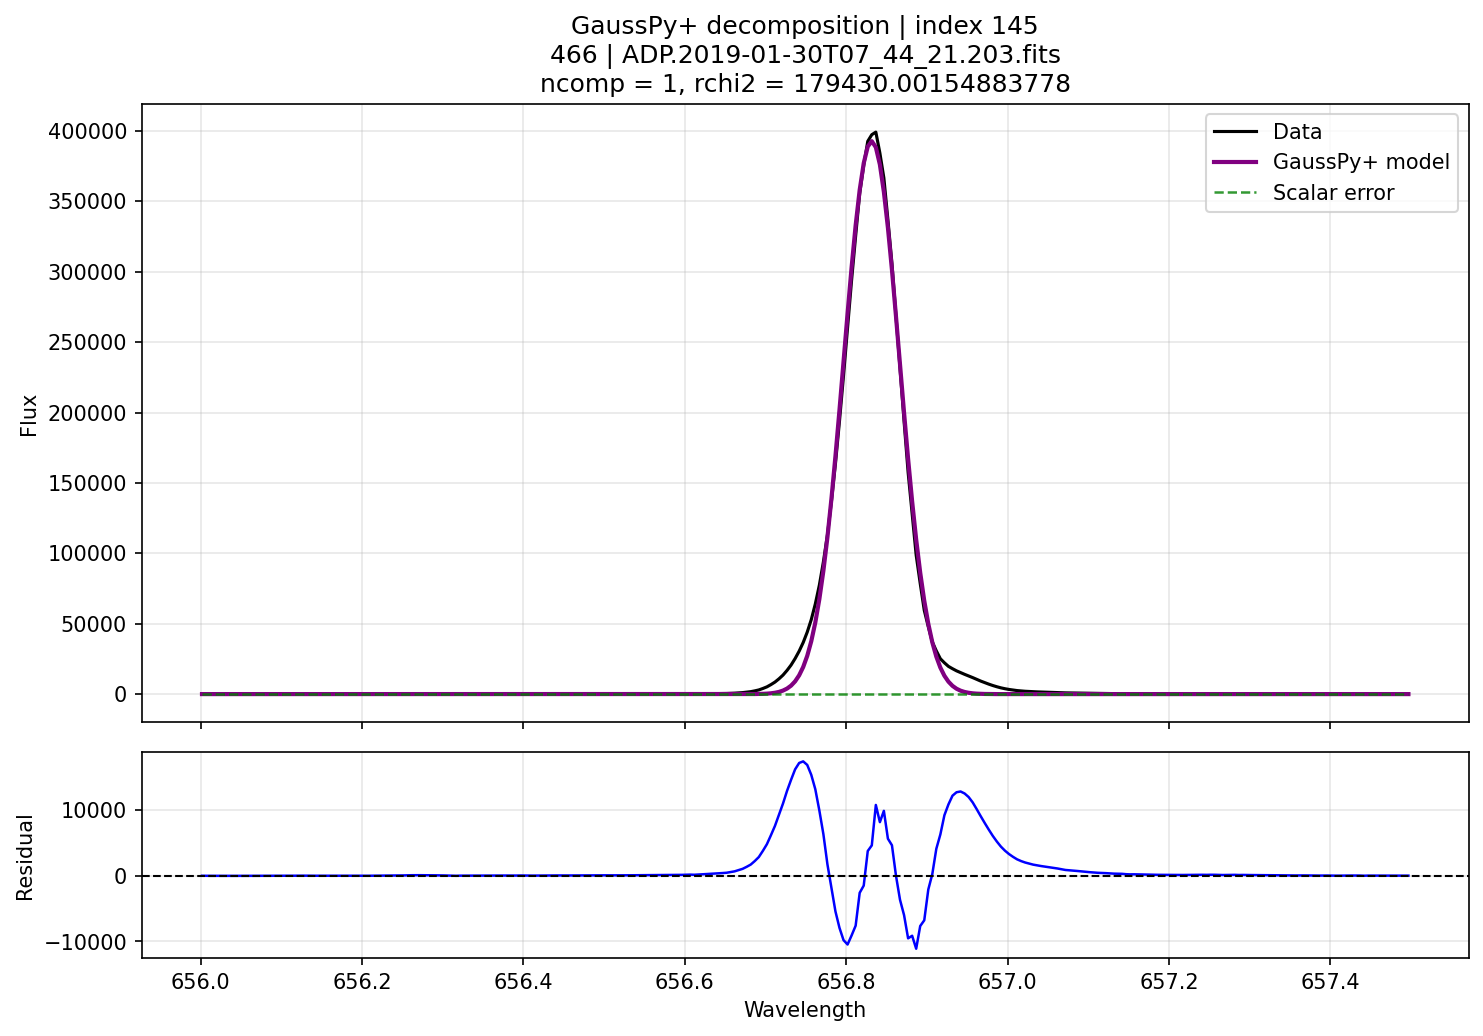 GaussPy+ decomposition | index 145
466 | ADP.2019-01-30T07_44_21.203.fits
ncomp = 1, rchi2 = 179430.00154883778
400000
350000
300000
250000
200000
150000
100000
50000
0
Flux
Data
GaussPy+ model
Scalar error
10000
0
−10000
Residual
656.0
656.2
656.4
656.6
656.8
657.0
657.2
657.4
Wavelength